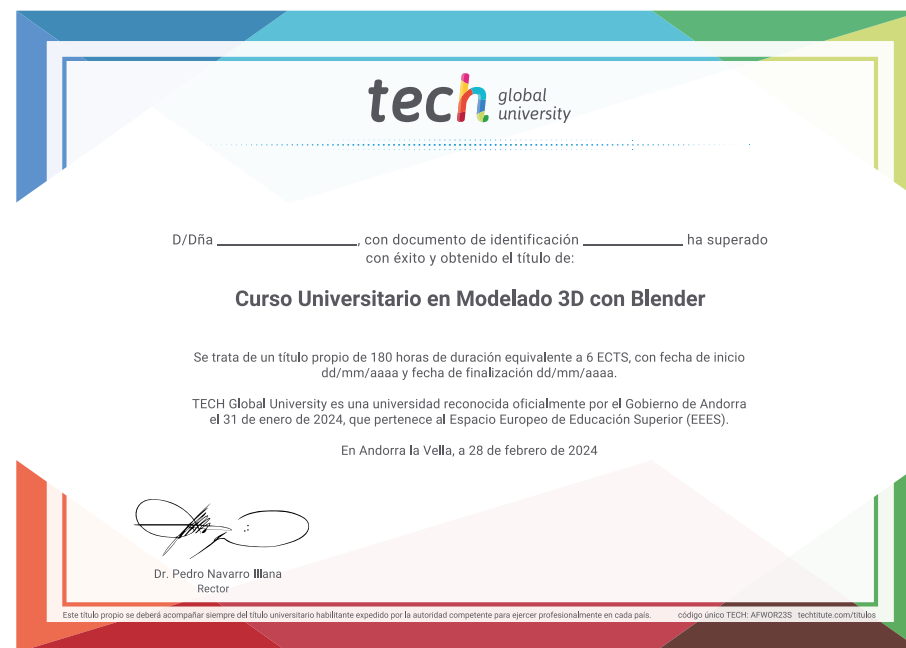 tech global university
D/Dña ____________, con documento de identificación ____________ ha superado
con éxito y obtenido el título de:
Curso Universitario en Modelado 3D con Blender
Se trata de un título propio de 180 horas de duración equivalente a 6 ECTS, con fecha de inicio
dd/mm/aaaa y fecha de finalización dd/mm/aaaa.
TECH Global University es una universidad reconocida oficialmente por el Gobierno de Andorra
el 31 de enero de 2024, que pertenece al Espacio Europeo de Educación Superior (EEES).
En Andorra la Vella, a 28 de febrero de 2024
Dr. Pedro Navarro Illana
Rector
Este título propio se deberá acompañar siempre del título universitario habilitante expedido por la autoridad competente para ejercer profesionalmente en cada país. código único TECH: AFWOR23S techtitute.com/titulos